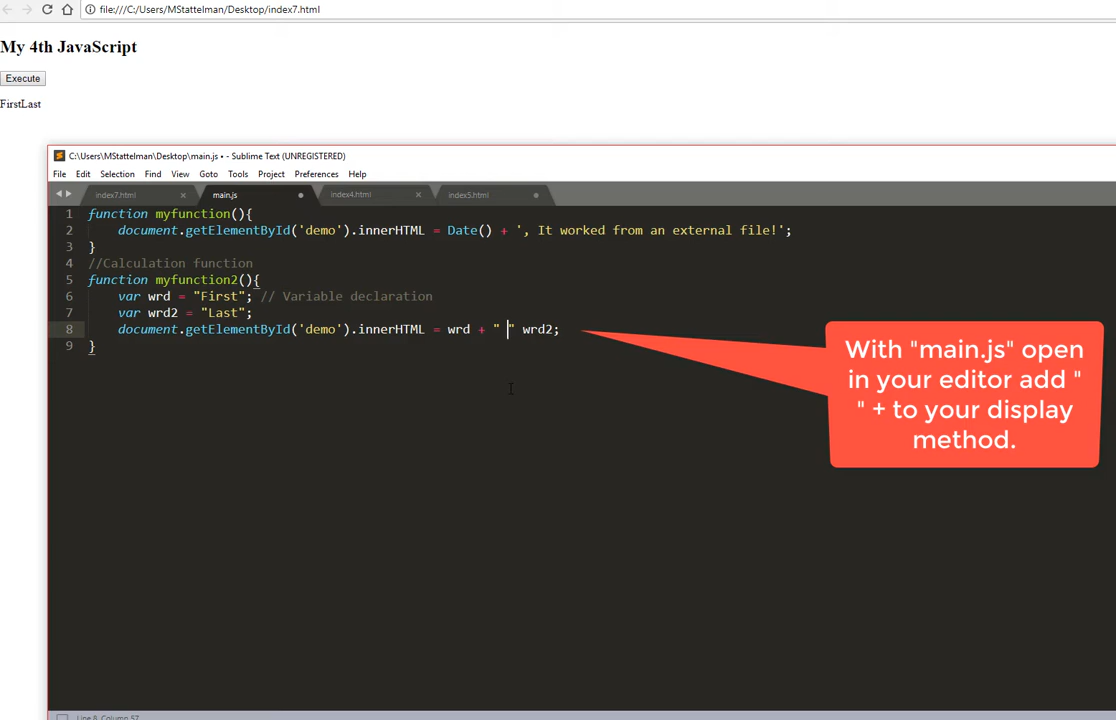 file:///C:/Users/MStattelman/Desktop/index7.html
My 4th JavaScript
Execute
FirstLast
C:\Users\MStattelman\Desktop\main.js • - Sublime Text (UNREGISTERED)
File Edit Selection Find View Goto Tools Project Preferences Help
index7.html main.js index4.html index5.html
1 function myfunction(){
2 document.getElementById('demo').innerHTML = Date() + ', It worked from an external file!';
3 }
4 //Calculation function
5 function myfunction2(){
6 var wrd = "First"; // Variable declaration
7 var wrd2 = "Last";
8 document.getElementById('demo').innerHTML = wrd + " " wrd2;
9 }
With "main.js" open
in your editor add "
" + to your display
method.
Line 8, Column 57